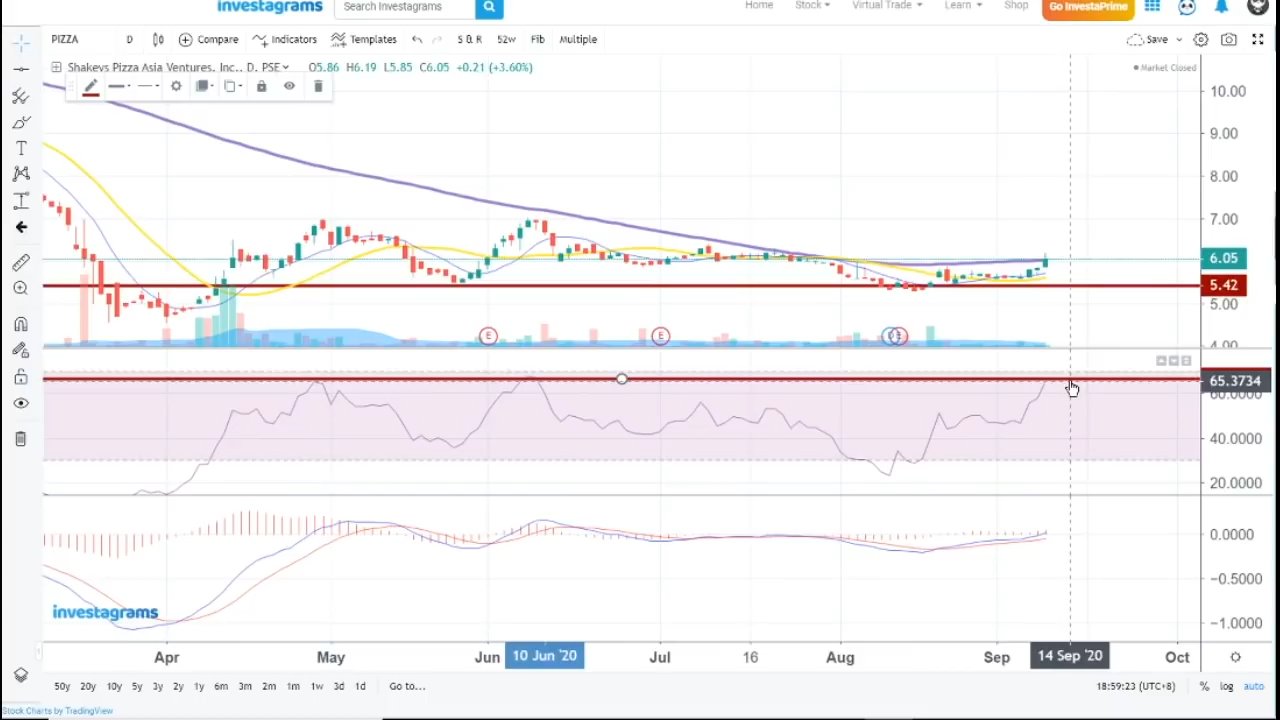 investagrams
Search Investagrams
Home Stock Virtual Trade Learn Shop Go InvestaPrime
PIZZA D Compare Indicators Templates S & R 52w Fib Multiple Save
Shakeys Pizza Asia Ventures, Inc., D, PSE O5.86 H6.19 L5.85 C6.05 +0.21 (+3.60%)
Market Closed
10.00
9.00
8.00
7.00
6.05
5.42
5.00
4.00
E E D E
65.3734
60.0000
40.0000
20.0000
0.0000
−0.5000
−1.0000
investagrams
Apr May Jun 10 Jun '20 Jul 16 Aug Sep 14 Sep '20 Oct
50y 20y 10y 5y 3y 2y 1y 6m 3m 2m 1m 1w 3d 1d Go to... 18:59:23 (UTC+8) % log auto
Stock Charts by TradingView